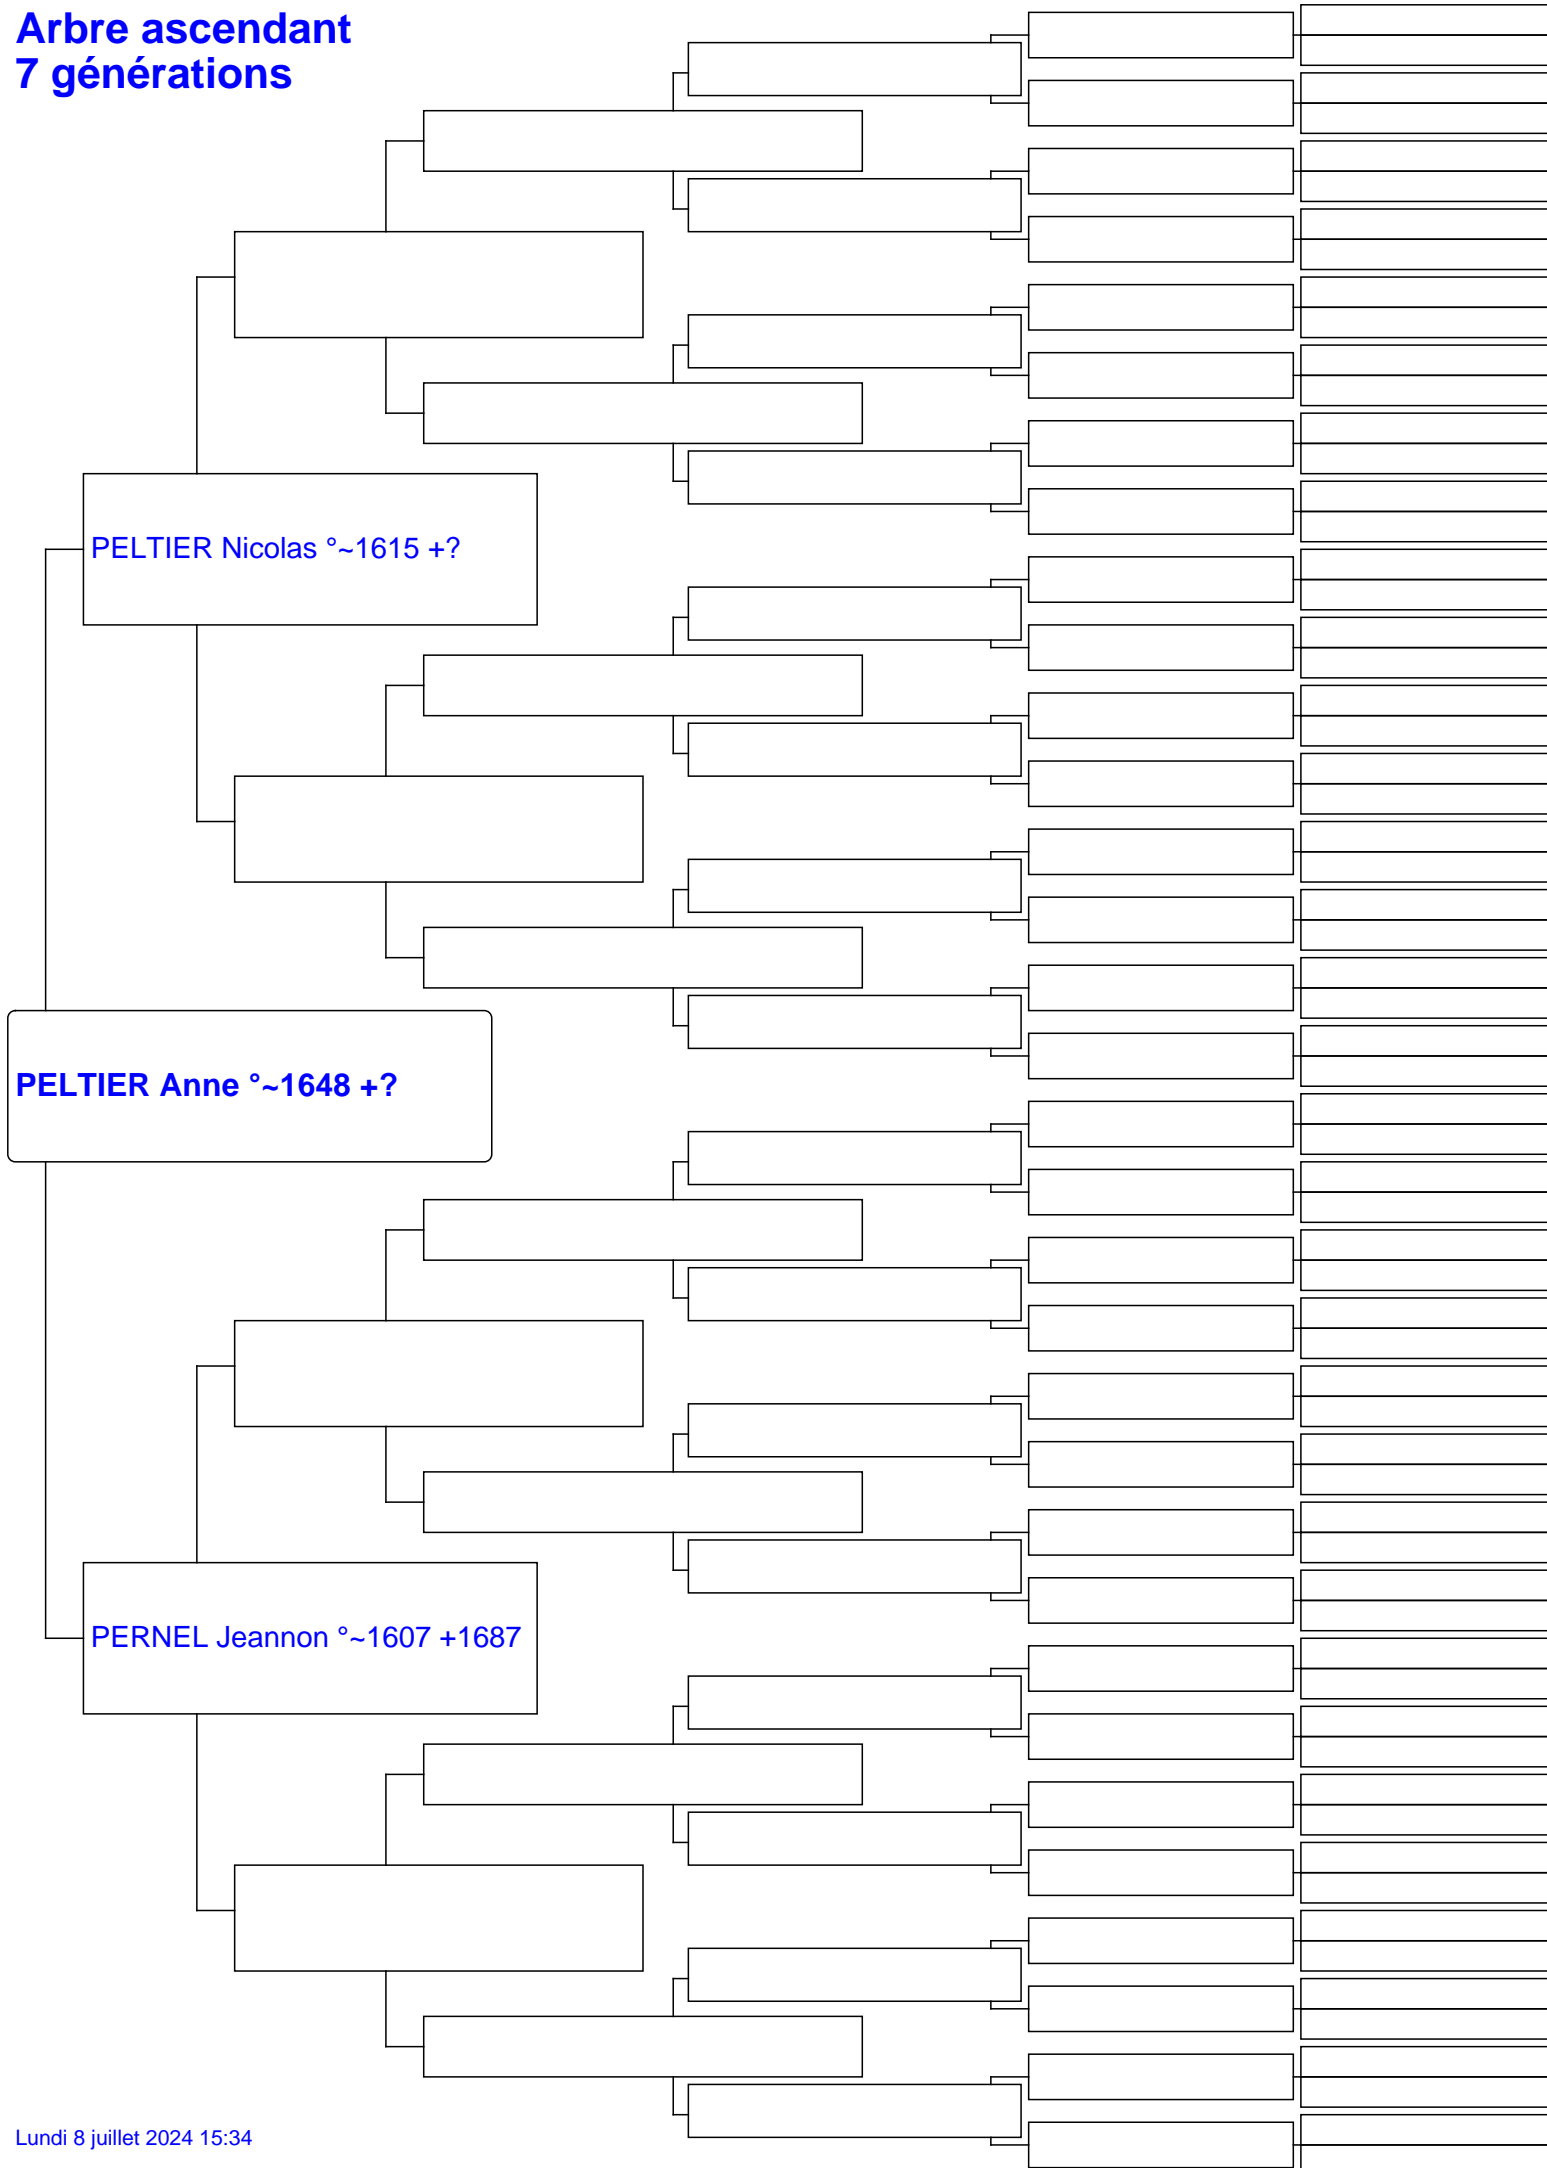 Arbre ascendant
7 générations
PELTIER Nicolas °~1615 +?
PELTIER Anne °~1648 +?
PERNEL Jeannon °~1607 +1687
Lundi 8 juillet 2024 15:34